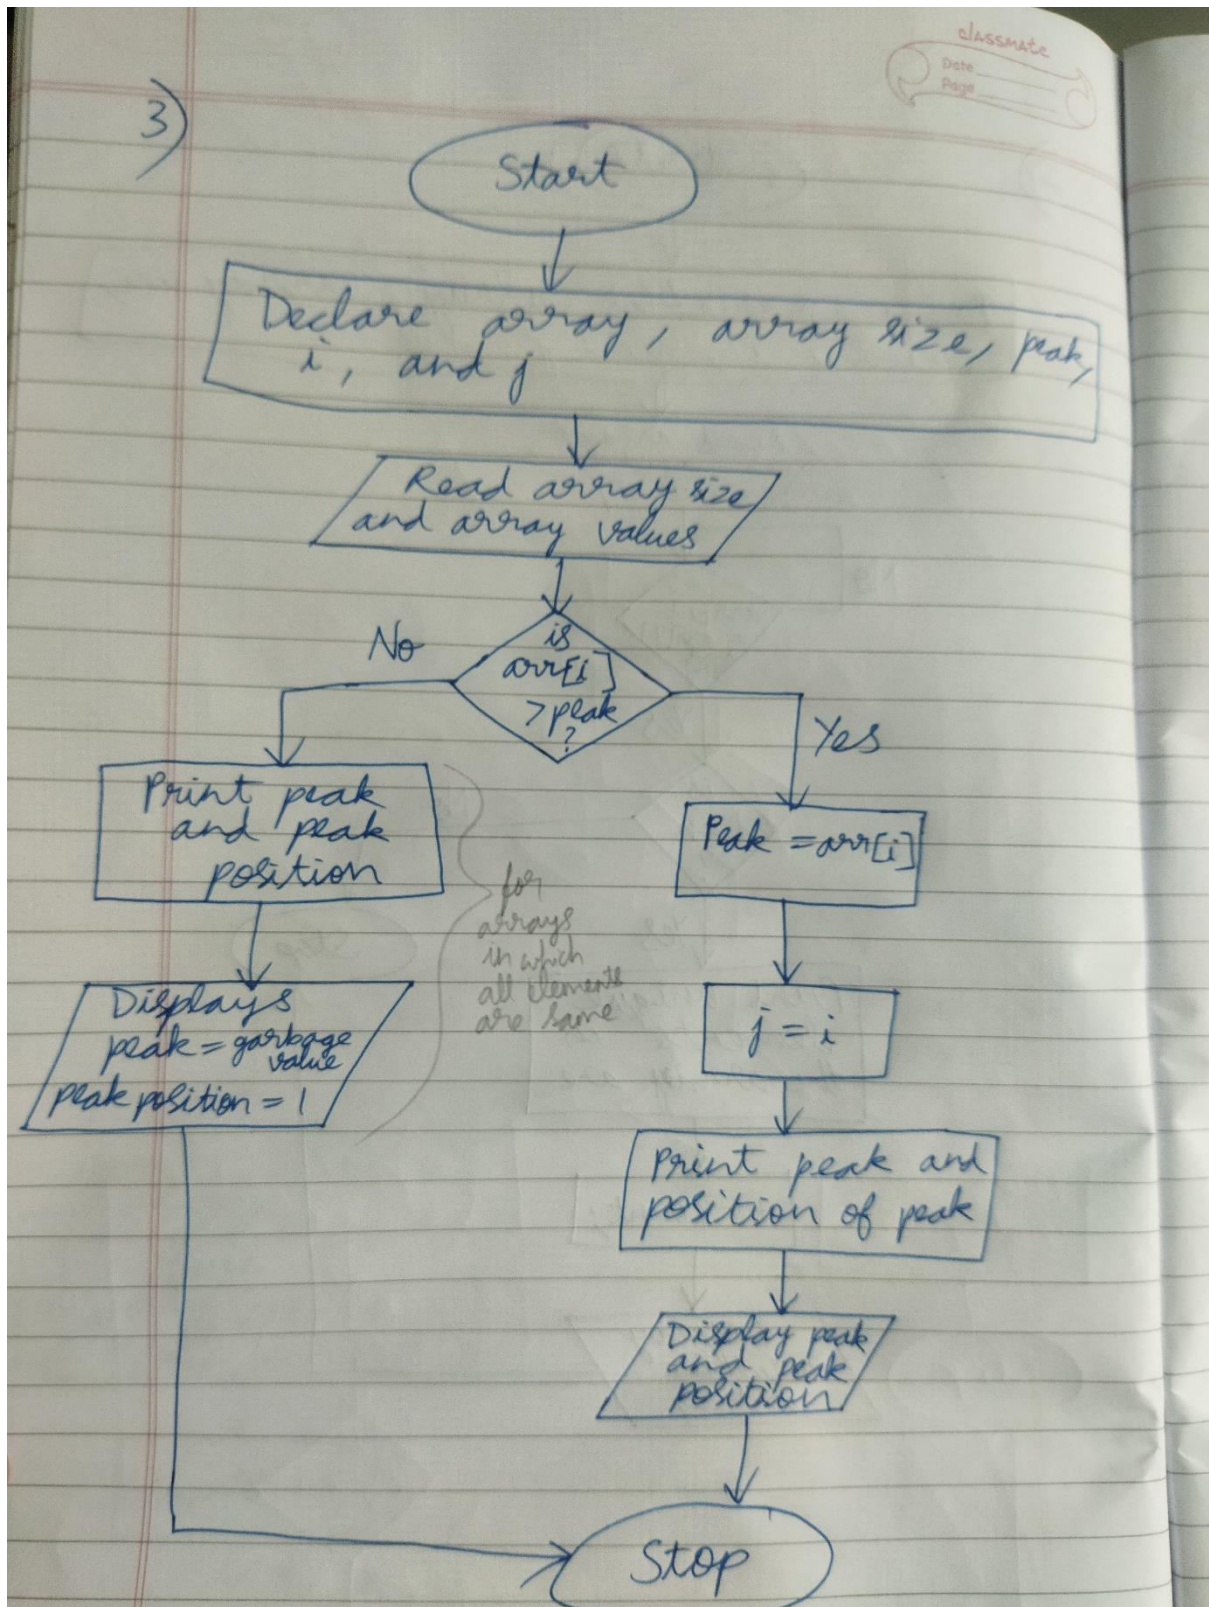 classmate
Date
Page
3)
Start
Declare array, array size, peak,
i, and j
Read array size
and array values
is
arr[i]
>peak
?
No
Yes
Print peak
and peak
position
Displays
peak = garbage
value
peak position = 1
for
arrays
in which
all elements
are same
Peak = arr[i]
j = i
Print peak and
position of peak
Display peak
and peak
position
Stop